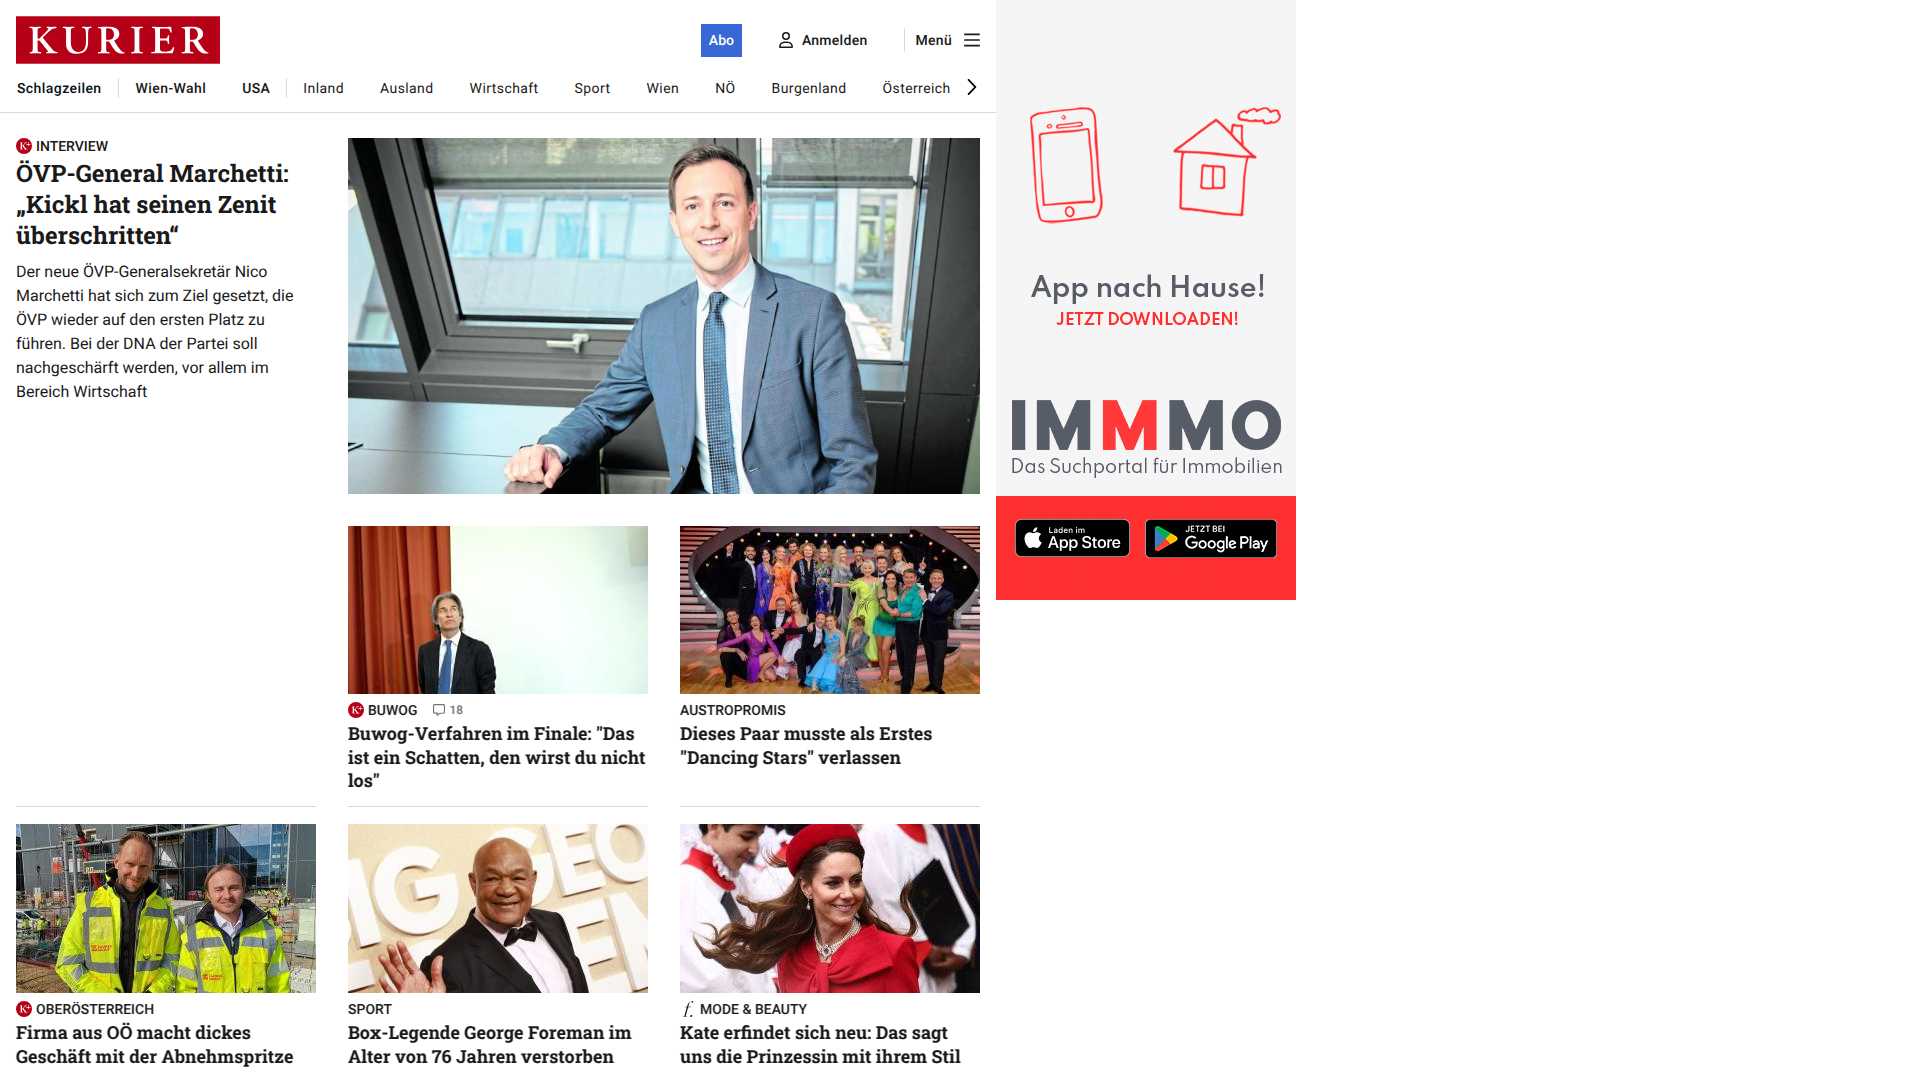 KURIER
Abo
Anmelden
Menü
Schlagzeilen
Wien-Wahl
USA
Inland
Ausland
Wirtschaft
Sport
Wien
NÖ
Burgenland
Österreich
INTERVIEW
ÖVP-General Marchetti:
„Kickl hat seinen Zenit
überschritten“
Der neue ÖVP-Generalsekretär Nico
Marchetti hat sich zum Ziel gesetzt, die
ÖVP wieder auf den ersten Platz zu
führen. Bei der DNA der Partei soll
nachgeschärft werden, vor allem im
Bereich Wirtschaft
BUWOG 18
Buwog-Verfahren im Finale: "Das
ist ein Schatten, den wirst du nicht
los"
AUSTROPROMIS
Dieses Paar musste als Erstes
"Dancing Stars" verlassen
OBERÖSTERREICH
Firma aus OÖ macht dickes
Geschäft mit der Abnehmspritze
SPORT
Box-Legende George Foreman im
Alter von 76 Jahren verstorben
f. MODE & BEAUTY
Kate erfindet sich neu: Das sagt
uns die Prinzessin mit ihrem Stil
App nach Hause!
JETZT DOWNLOADEN!
IMMMO
Das Suchportal für Immobilien
Laden im
App Store
JETZT BEI
Google Play